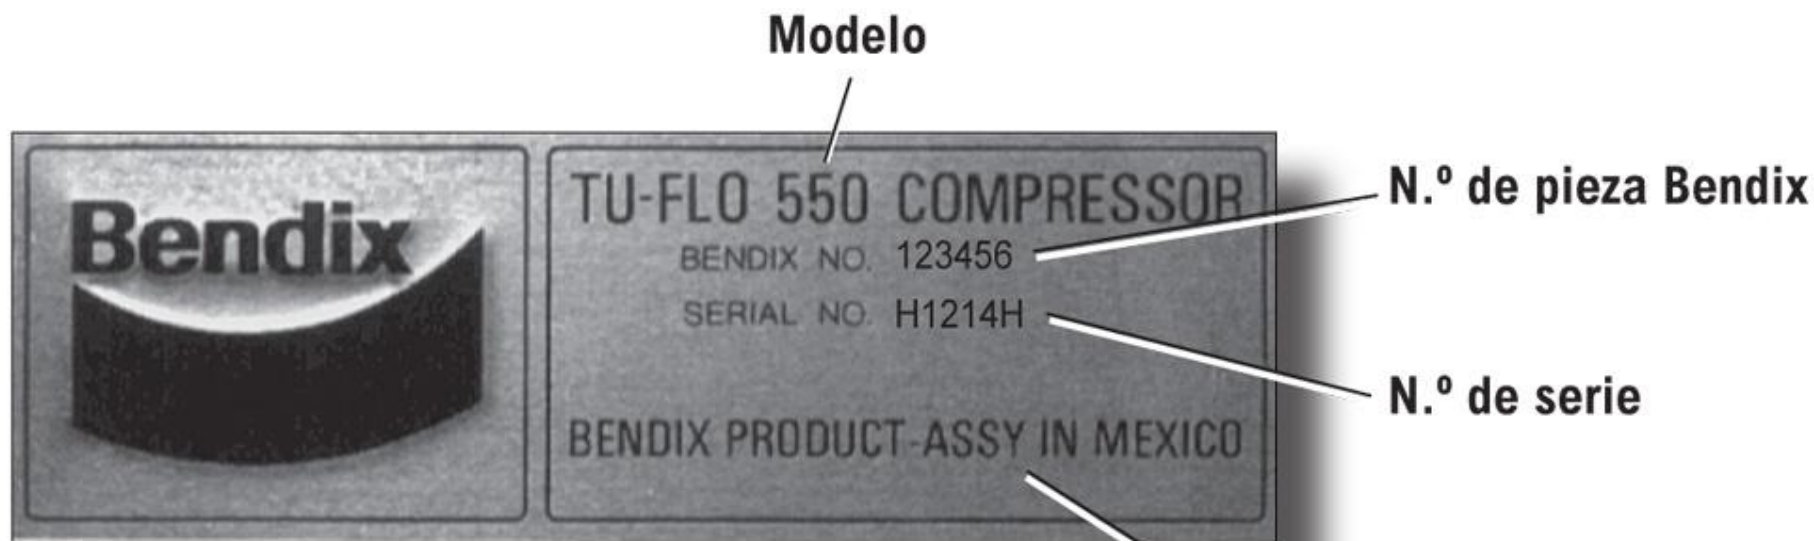 Modelo
Bendix
TU-FLO 550 COMPRESSOR
BENDIX NO. 123456
SERIAL NO. H1214H
BENDIX PRODUCT-ASSY IN MEXICO
N.º de pieza Bendix
N.º de serie